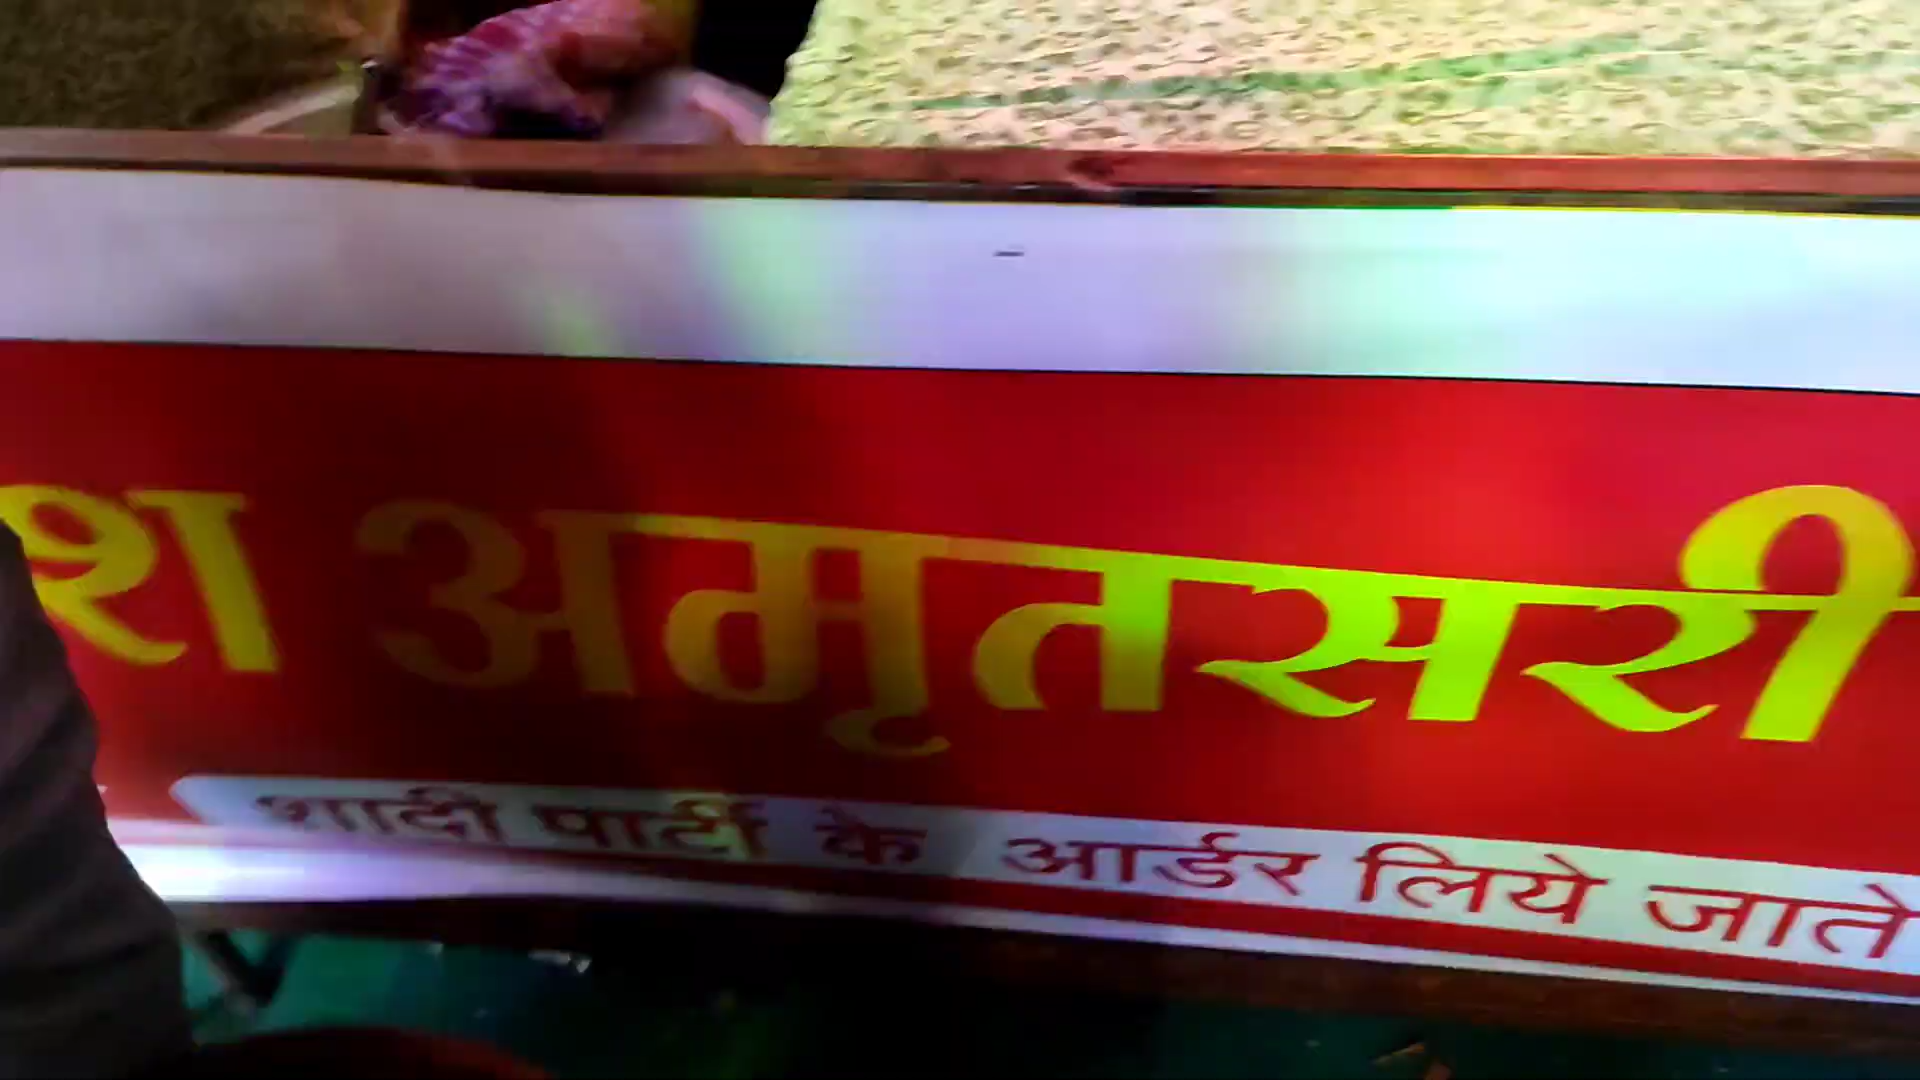 श अमृतसरी
शादी पार्टी के आर्डर लिये जाते